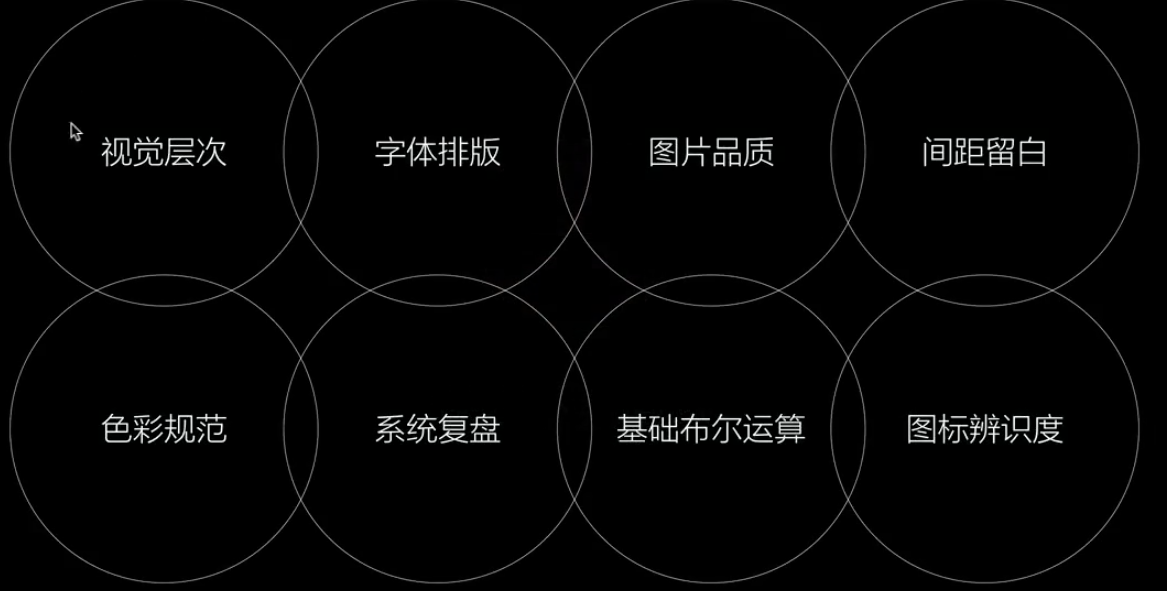 视觉层次
字体排版
图片品质
间距留白
色彩规范
系统复盘
基础布尔运算
图标辨识度